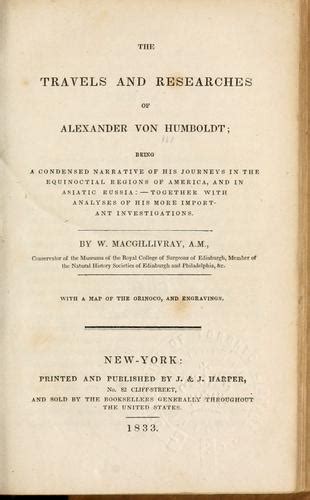 THE
TRAVELS AND RESEARCHES
OF
ALEXANDER VON HUMBOLDT;
BEING
A CONDENSED NARRATIVE OF HIS JOURNEYS IN THE
EQUINOCTIAL REGIONS OF AMERICA, AND IN
ASIATIC RUSSIA:—TOGETHER WITH
ANALYSES OF HIS MORE IMPORT-
ANT INVESTIGATIONS.
BY W. MACGILLIVRAY, A.M.,
Conservator of the Museums of the Royal College of Surgeons of Edinburgh, Member of
the Natural History Societies of Edinburgh and Philadelphia, &c.
WITH A MAP OF THE ORINOCO, AND ENGRAVINGS.
NEW-YORK:
PRINTED AND PUBLISHED BY J. & J. HARPER,
No. 82 CLIFF-STREET,
AND SOLD BY THE BOOKSELLERS GENERALLY THROUGHOUT
THE UNITED STATES.
1833.